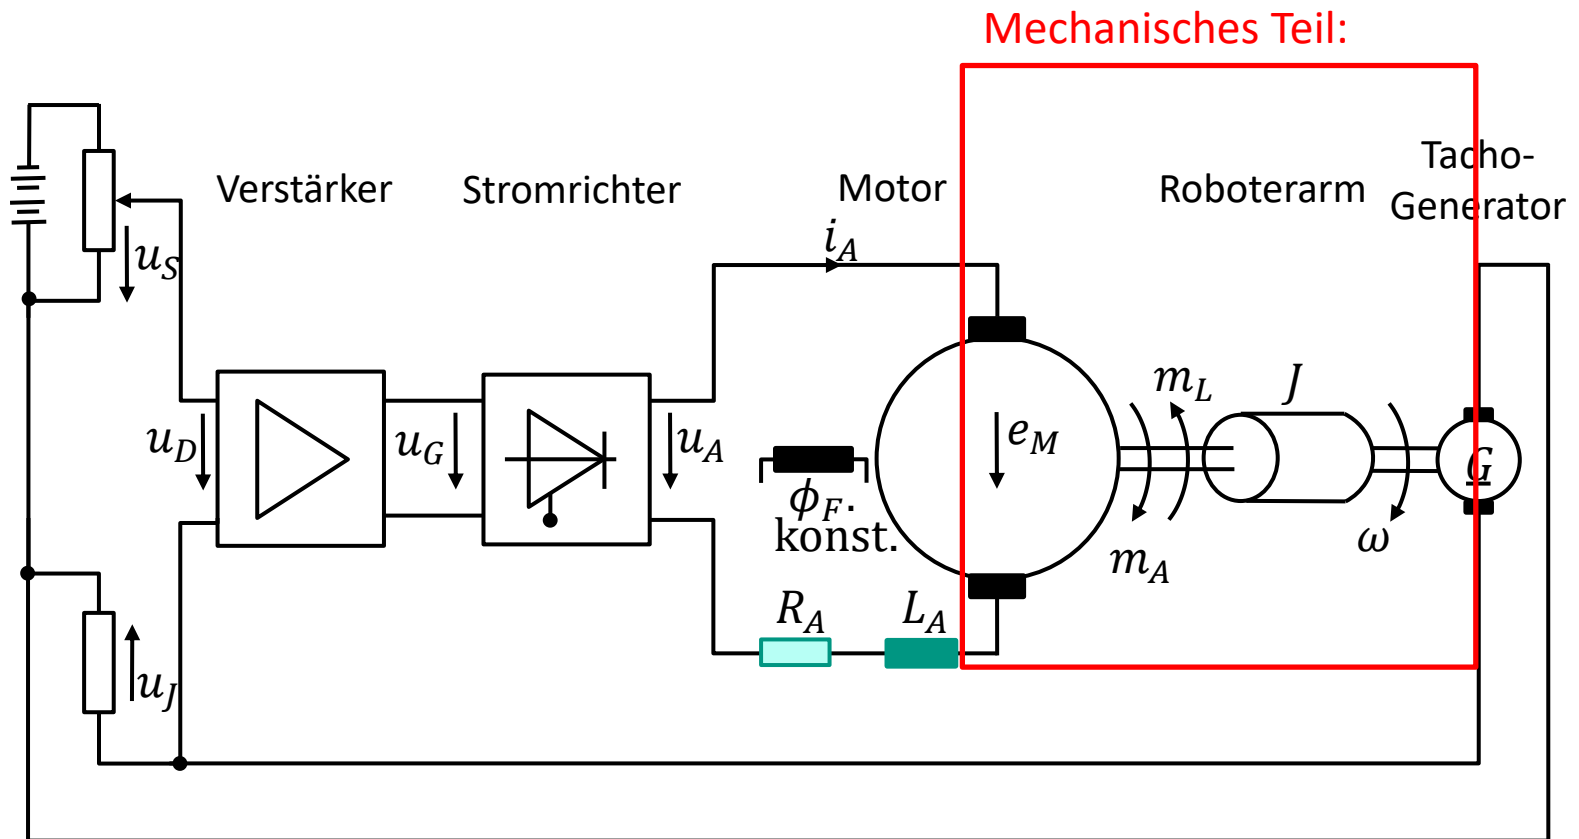 Mechanisches Teil:
Verstärker
Stromrichter
Motor
Roboterarm
Tacho-
Generator
i_A
u_S
u_D
u_G
u_A
ϕ_F.
konst.
e_M
m_L
J
m_A
ω
G
R_A
L_A
u_J